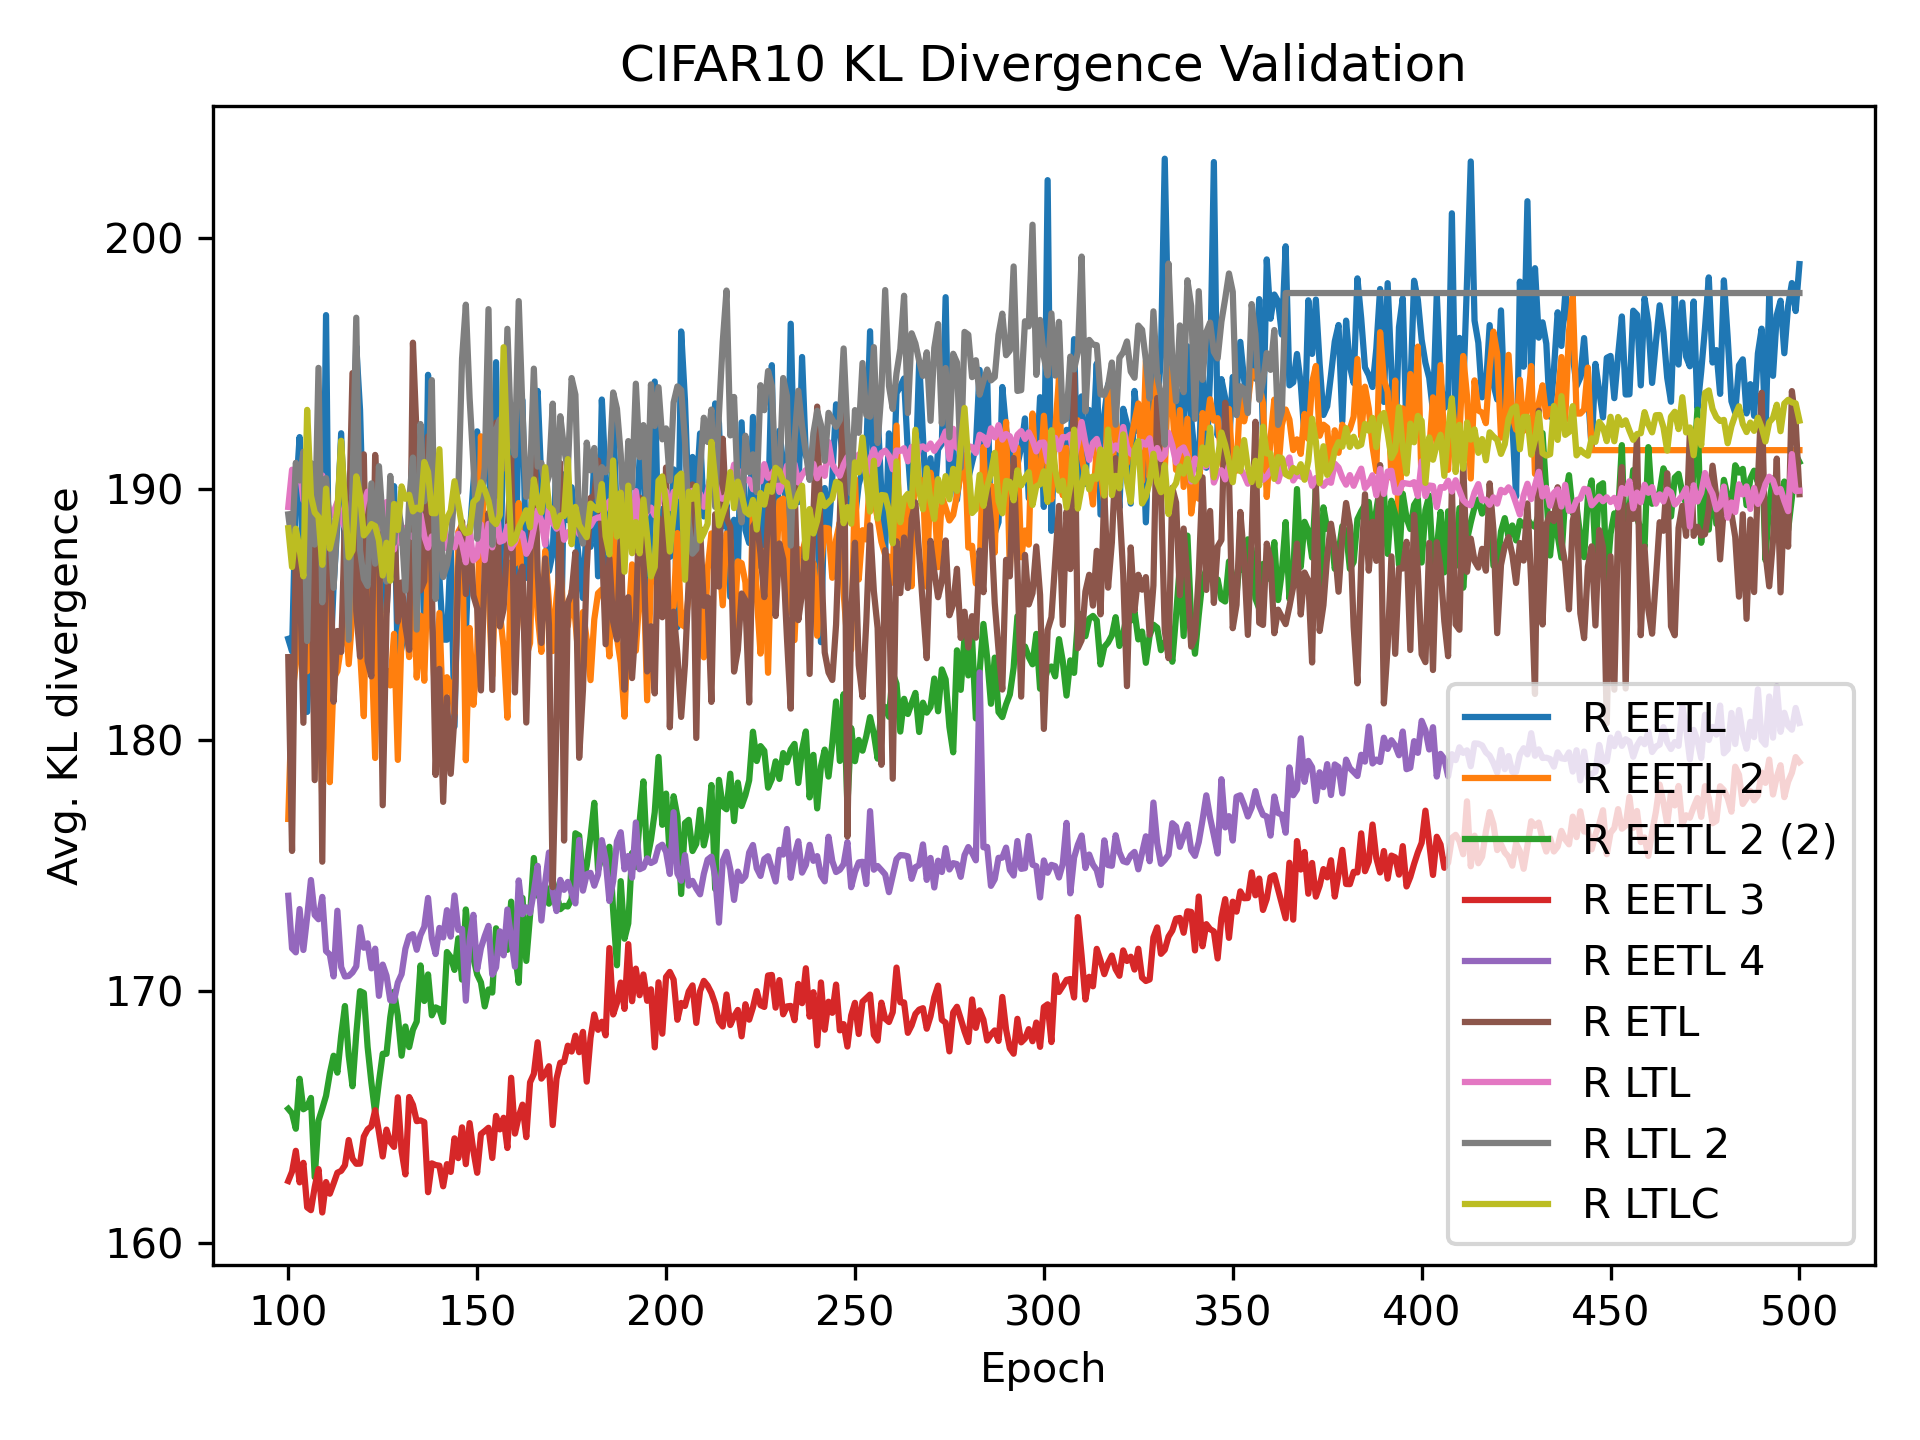 CIFAR10 KL Divergence Validation
Avg. KL divergence
200
190
180
170
160
100 150 200 250 300 350 400 450 500
Epoch
R EETL
R EETL 2
R EETL 2 (2)
R EETL 3
R EETL 4
R ETL
R LTL
R LTL 2
R LTLC